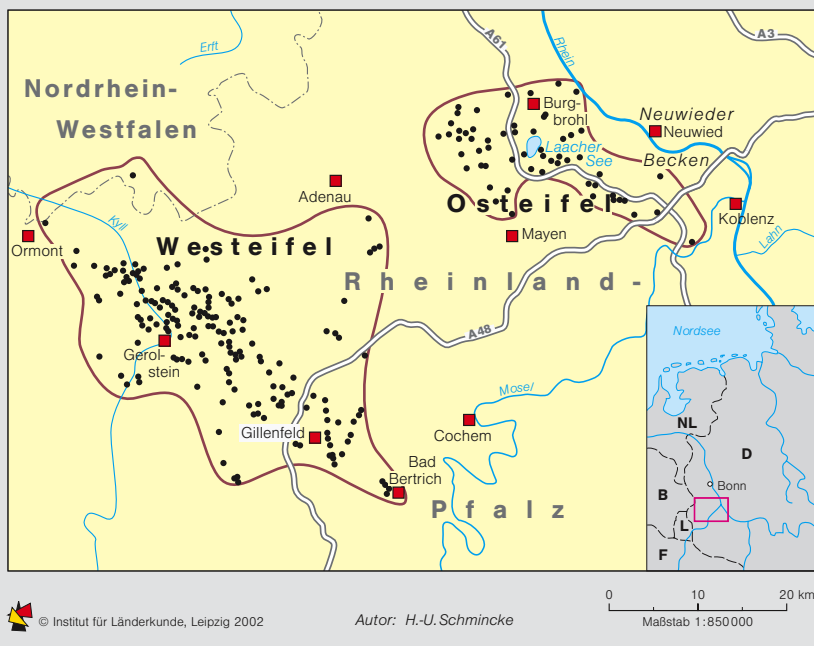 Erft
A61
Rhein
A3
Nordrhein-
Westfalen
Burg-
brohl
Neuwieder
Neuwied
Laacher
See
Becken
Adenau
Osteifel
Koblenz
Kyll
Ormont
Westeifel
Mayen
Lahn
Rheinland-
Nordsee
A48
Gerol-
stein
Mosel
NL
Gillenfeld
Cochem
D
Bad
Bertrich
Bonn
B
Pfalz
L
F
0 10 20 km
© Institut für Länderkunde, Leipzig 2002
Autor: H.-U. Schmincke
Maßstab 1:850000